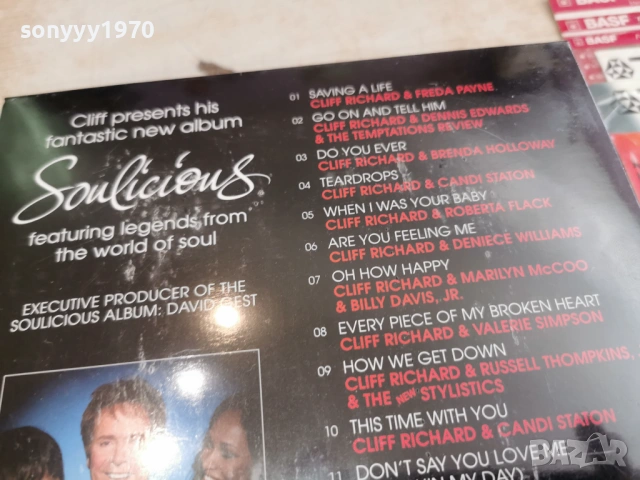 sonyyy1970
Cliff presents his
fantastic new album
Soulicious
featuring legends from
the world of soul
EXECUTIVE PRODUCER OF THE
SOULICIOUS ALBUM: DAVID GEST
01 SAVING A LIFE
CLIFF RICHARD & FREDA PAYNE
02 GO ON AND TELL HIM
CLIFF RICHARD & DENNIS EDWARDS
& THE TEMPTATIONS REVIEW
03 DO YOU EVER
CLIFF RICHARD & BRENDA HOLLOWAY
04 TEARDROPS
CLIFF RICHARD & CANDI STATON
05 WHEN I WAS YOUR BABY
CLIFF RICHARD & ROBERTA FLACK
06 ARE YOU FEELING ME
CLIFF RICHARD & DENIECE WILLIAMS
07 OH HOW HAPPY
CLIFF RICHARD & MARILYN McCOO
& BILLY DAVIS, JR.
08 EVERY PIECE OF MY BROKEN HEART
CLIFF RICHARD & VALERIE SIMPSON
09 HOW WE GET DOWN
CLIFF RICHARD & RUSSELL THOMPKINS,
& THE NEW STYLISTICS
10 THIS TIME WITH YOU
CLIFF RICHARD & CANDI STATON
11 DON'T SAY YOU LOVE ME
IN MY DAY)
BASF
BASF
BASF
BAZAR